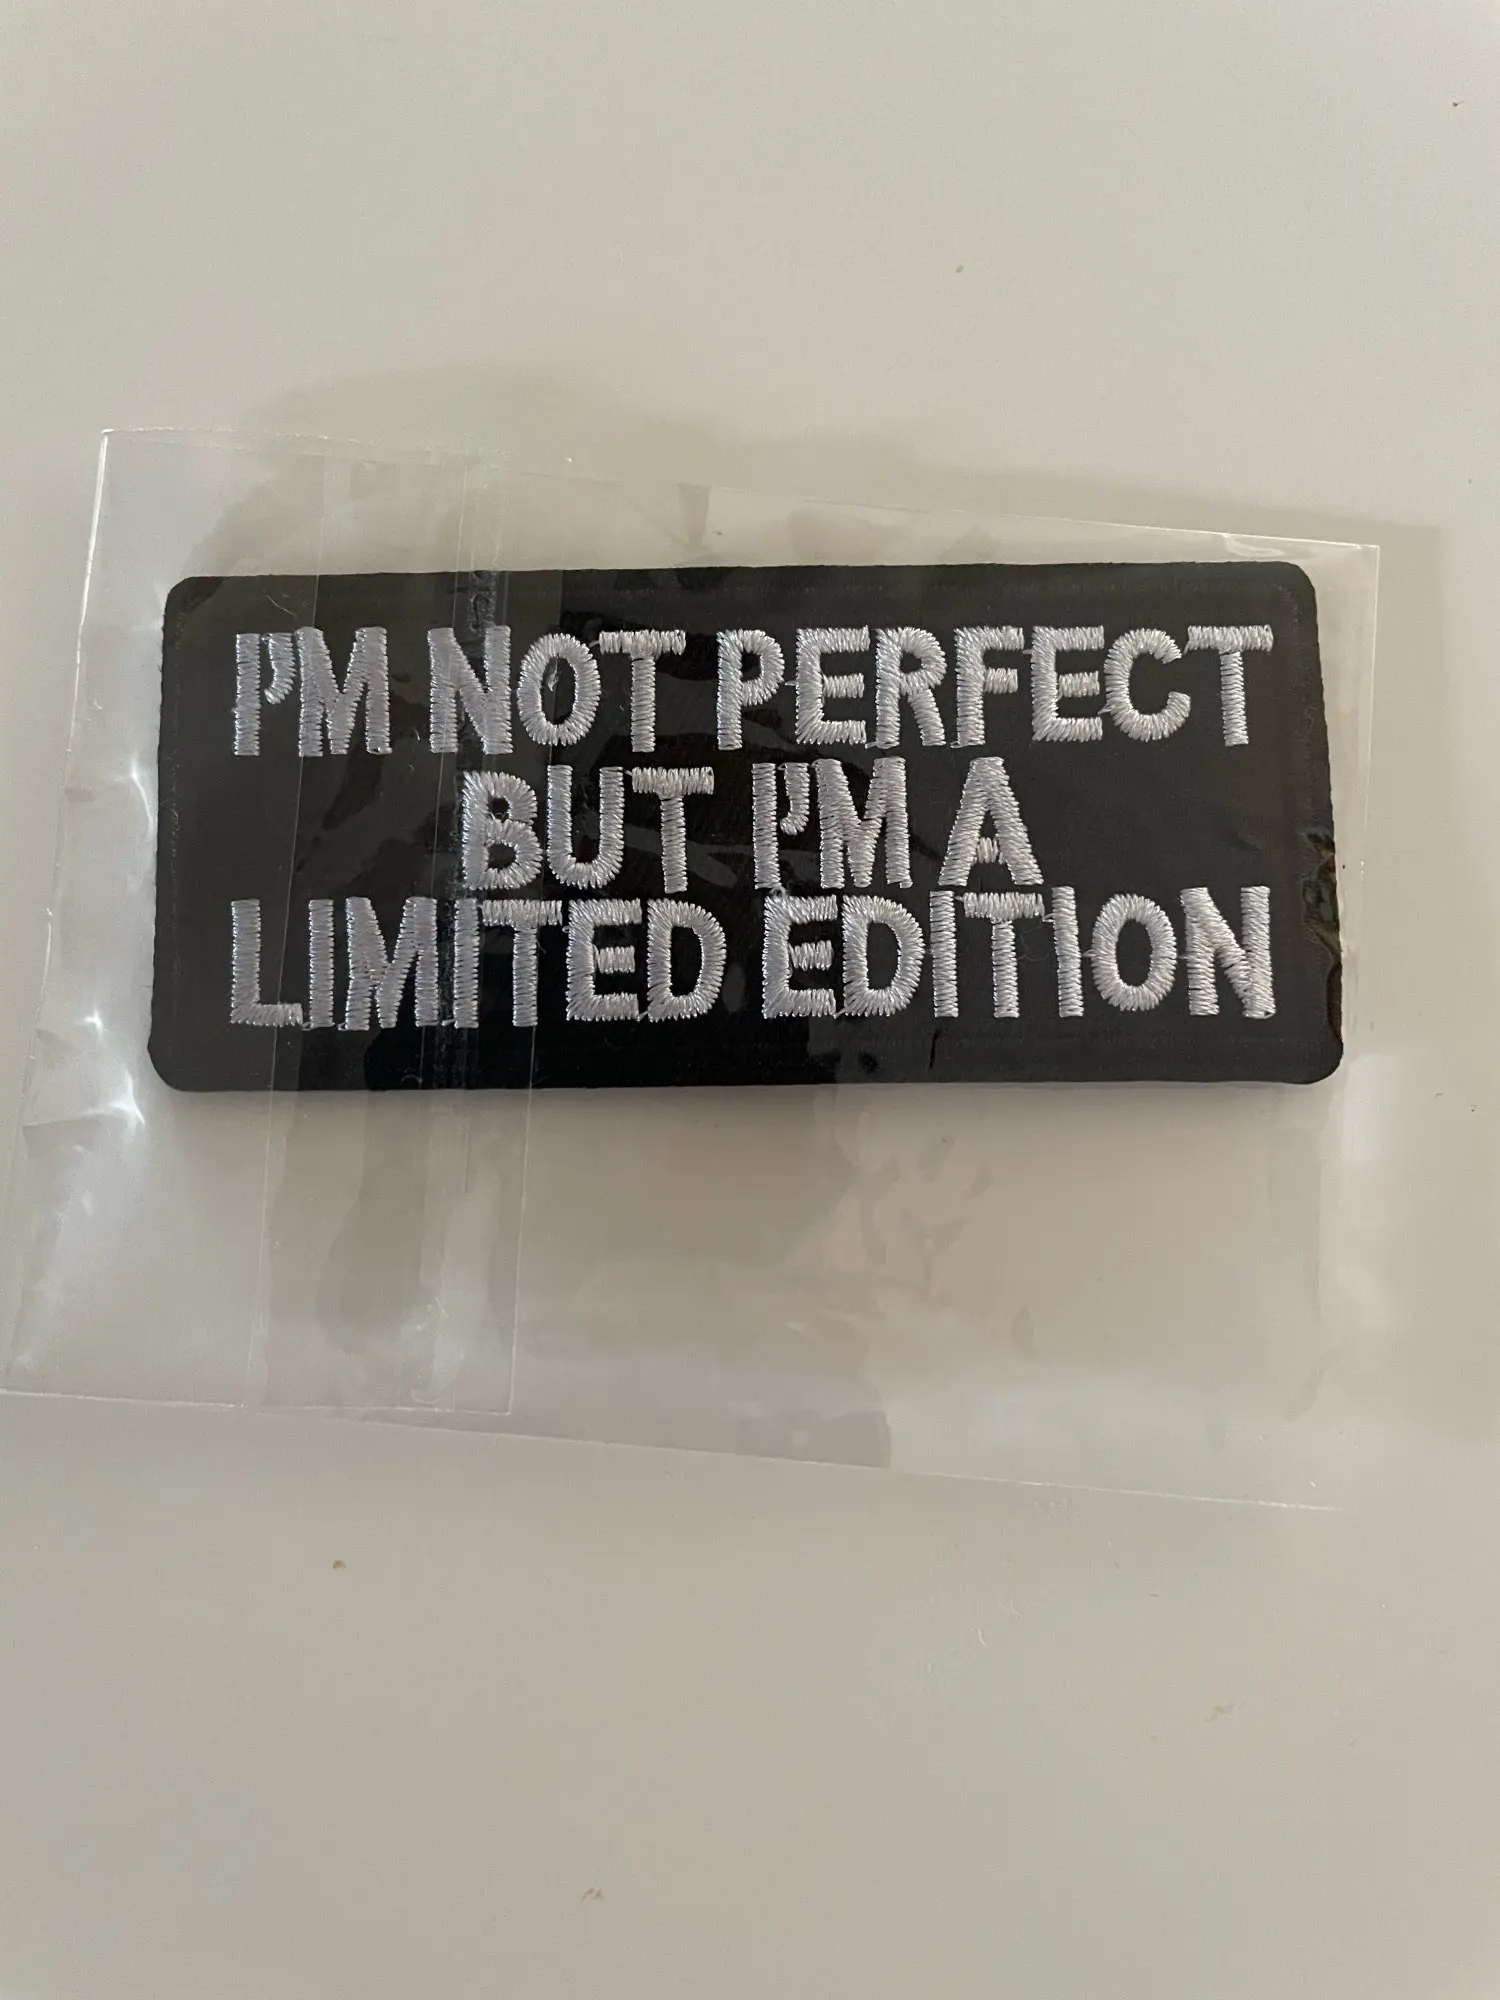 I'M NOT PERFECT
BUT I'M A
LIMITED EDITION